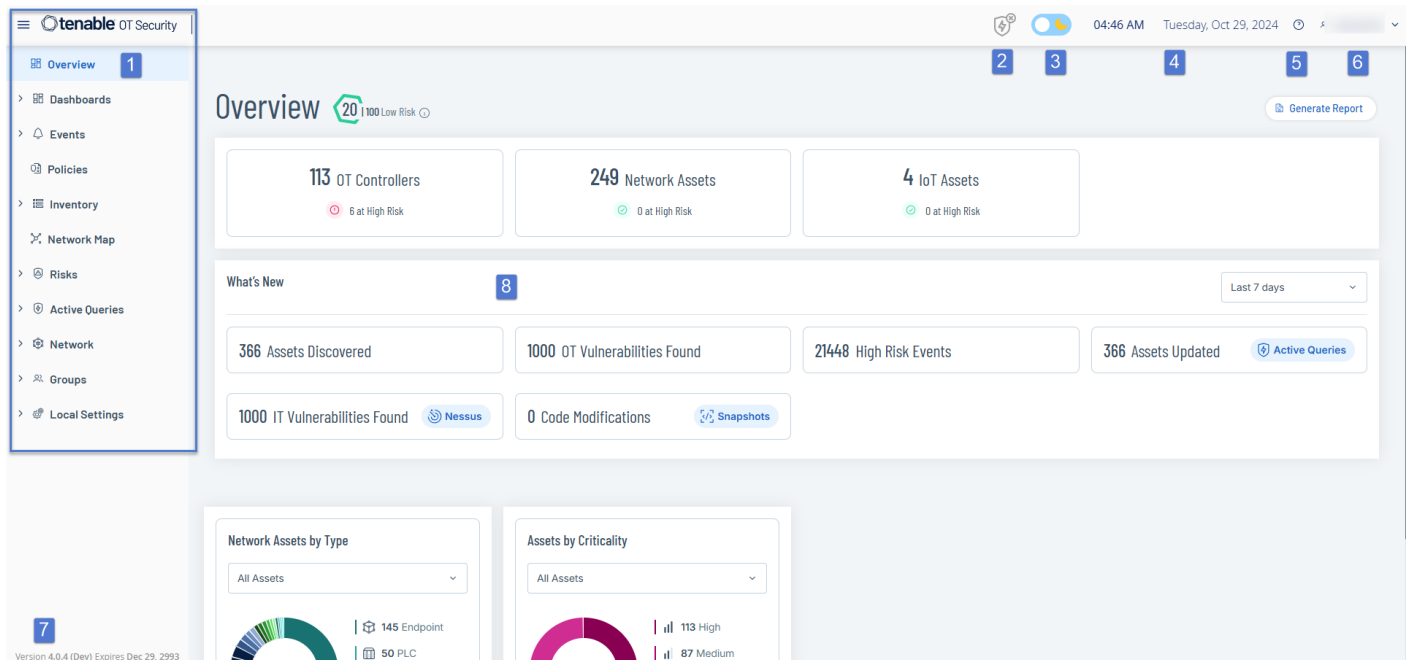 tenable OT Security
04:46 AM Tuesday, Oct 29, 2024
Overview 1
2 3 4 5 6
Dashboards
Events
Policies
Inventory
Network Map
Risks
Active Queries
Network
Groups
Local Settings
7
Version 4.0.4 (Dev) Expires Dec 29, 2993
Overview 20 | 100 Low Risk
Generate Report
113 OT Controllers
6 at High Risk
249 Network Assets
0 at High Risk
4 IoT Assets
0 at High Risk
What's New
8
Last 7 days
366 Assets Discovered
1000 OT Vulnerabilities Found
21448 High Risk Events
366 Assets Updated Active Queries
1000 IT Vulnerabilities Found Nessus
0 Code Modifications Snapshots
Network Assets by Type
All Assets
145 Endpoint
50 PLC
Assets by Criticality
All Assets
113 High
87 Medium